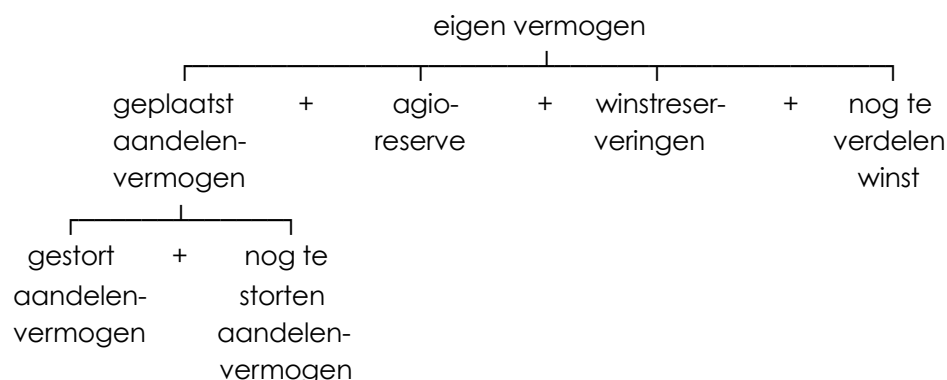 eigen vermogen
geplaatst + agio- + winstreser- + nog te
aandelen- reserve veringen verdelen
vermogen winst
gestort + nog te
aandelen- storten
vermogen aandelen-
vermogen